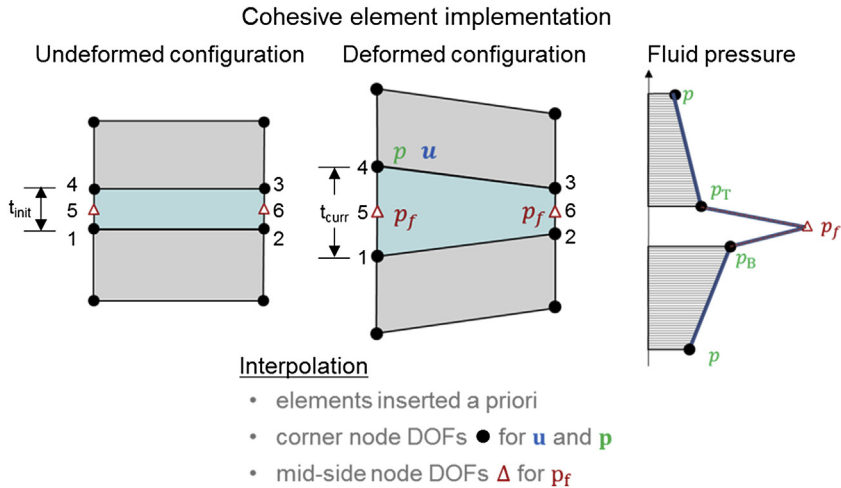 Cohesive element implementation
Undeformed configuration
Deformed configuration
Fluid pressure
4
3
t_init
5
6
1
2
4
p u
3
t_curr
5
p_f
p_f
6
1
2
p
p_T
p_f
p_B
p
Interpolation
• elements inserted a priori
• corner node DOFs ● for u and p
• mid-side node DOFs Δ for p_f